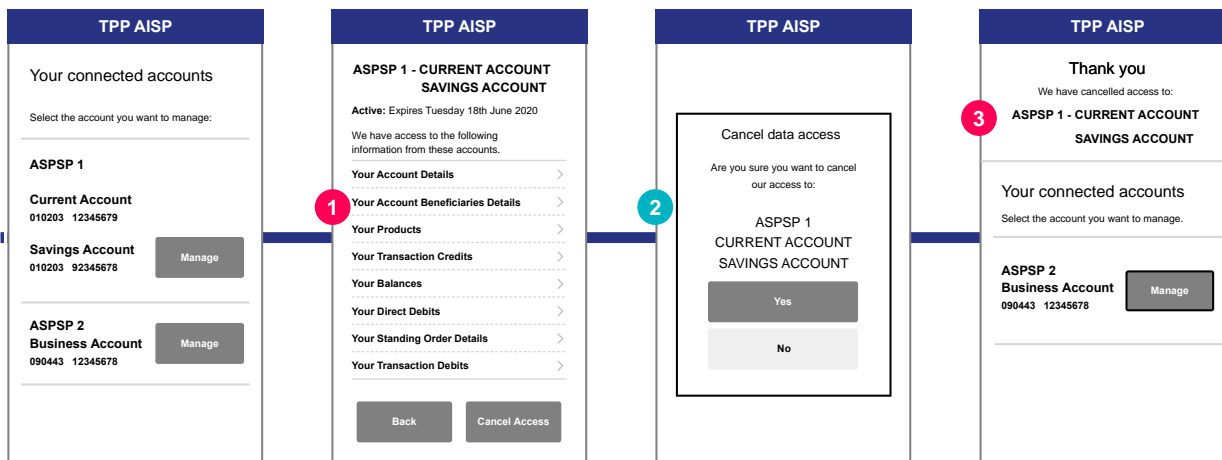 TPP AISP
Your connected accounts
Select the account you want to manage:
ASPSP 1
Current Account
010203 12345679
Savings Account
010203 92345678
Manage
ASPSP 2
Business Account
090443 12345678
Manage
TPP AISP
ASPSP 1 - CURRENT ACCOUNT
SAVINGS ACCOUNT
Active: Expires Tuesday 18th June 2020
We have access to the following
information from these accounts.
Your Account Details
1
Your Account Beneficiaries Details
Your Products
Your Transaction Credits
Your Balances
Your Direct Debits
Your Standing Order Details
Your Transaction Debits
Back
Cancel Access
TPP AISP
2
Cancel data access
Are you sure you want to cancel
our access to:
ASPSP 1
CURRENT ACCOUNT
SAVINGS ACCOUNT
Yes
No
TPP AISP
Thank you
We have cancelled access to:
3
ASPSP 1 - CURRENT ACCOUNT
SAVINGS ACCOUNT
Your connected accounts
Select the account you want to manage.
ASPSP 2
Business Account
090443 12345678
Manage